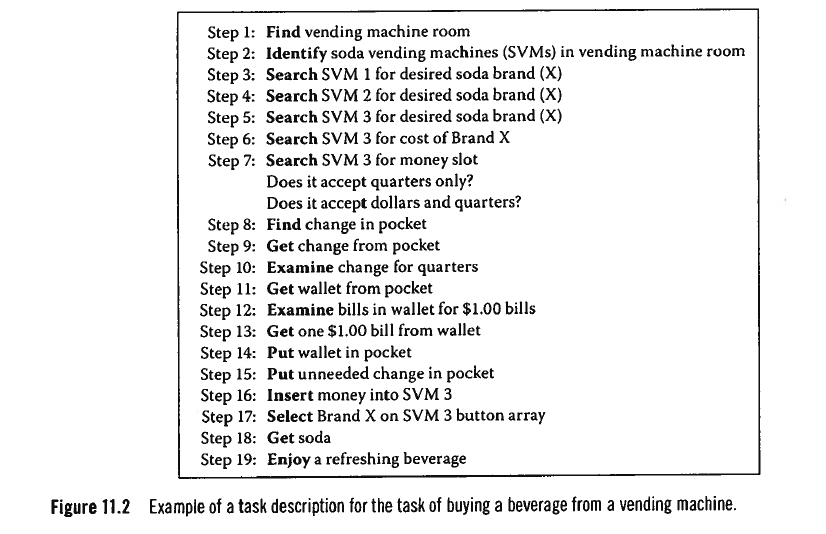 Step 1: Find vending machine room
Step 2: Identify soda vending machines (SVMs) in vending machine room
Step 3: Search SVM 1 for desired soda brand (X)
Step 4: Search SVM 2 for desired soda brand (X)
Step 5: Search SVM 3 for desired soda brand (X)
Step 6: Search SVM 3 for cost of Brand X
Step 7: Search SVM 3 for money slot
Does it accept quarters only?
Does it accept dollars and quarters?
Step 8: Find change in pocket
Step 9: Get change from pocket
Step 10: Examine change for quarters
Step 11: Get wallet from pocket
Step 12: Examine bills in wallet for $1.00 bills
Step 13: Get one $1.00 bill from wallet
Step 14: Put wallet in pocket
Step 15: Put unneeded change in pocket
Step 16: Insert money into SVM 3
Step 17: Select Brand X on SVM 3 button array
Step 18: Get soda
Step 19: Enjoy a refreshing beverage
Figure 11.2 Example of a task description for the task of buying a beverage from a vending machine.